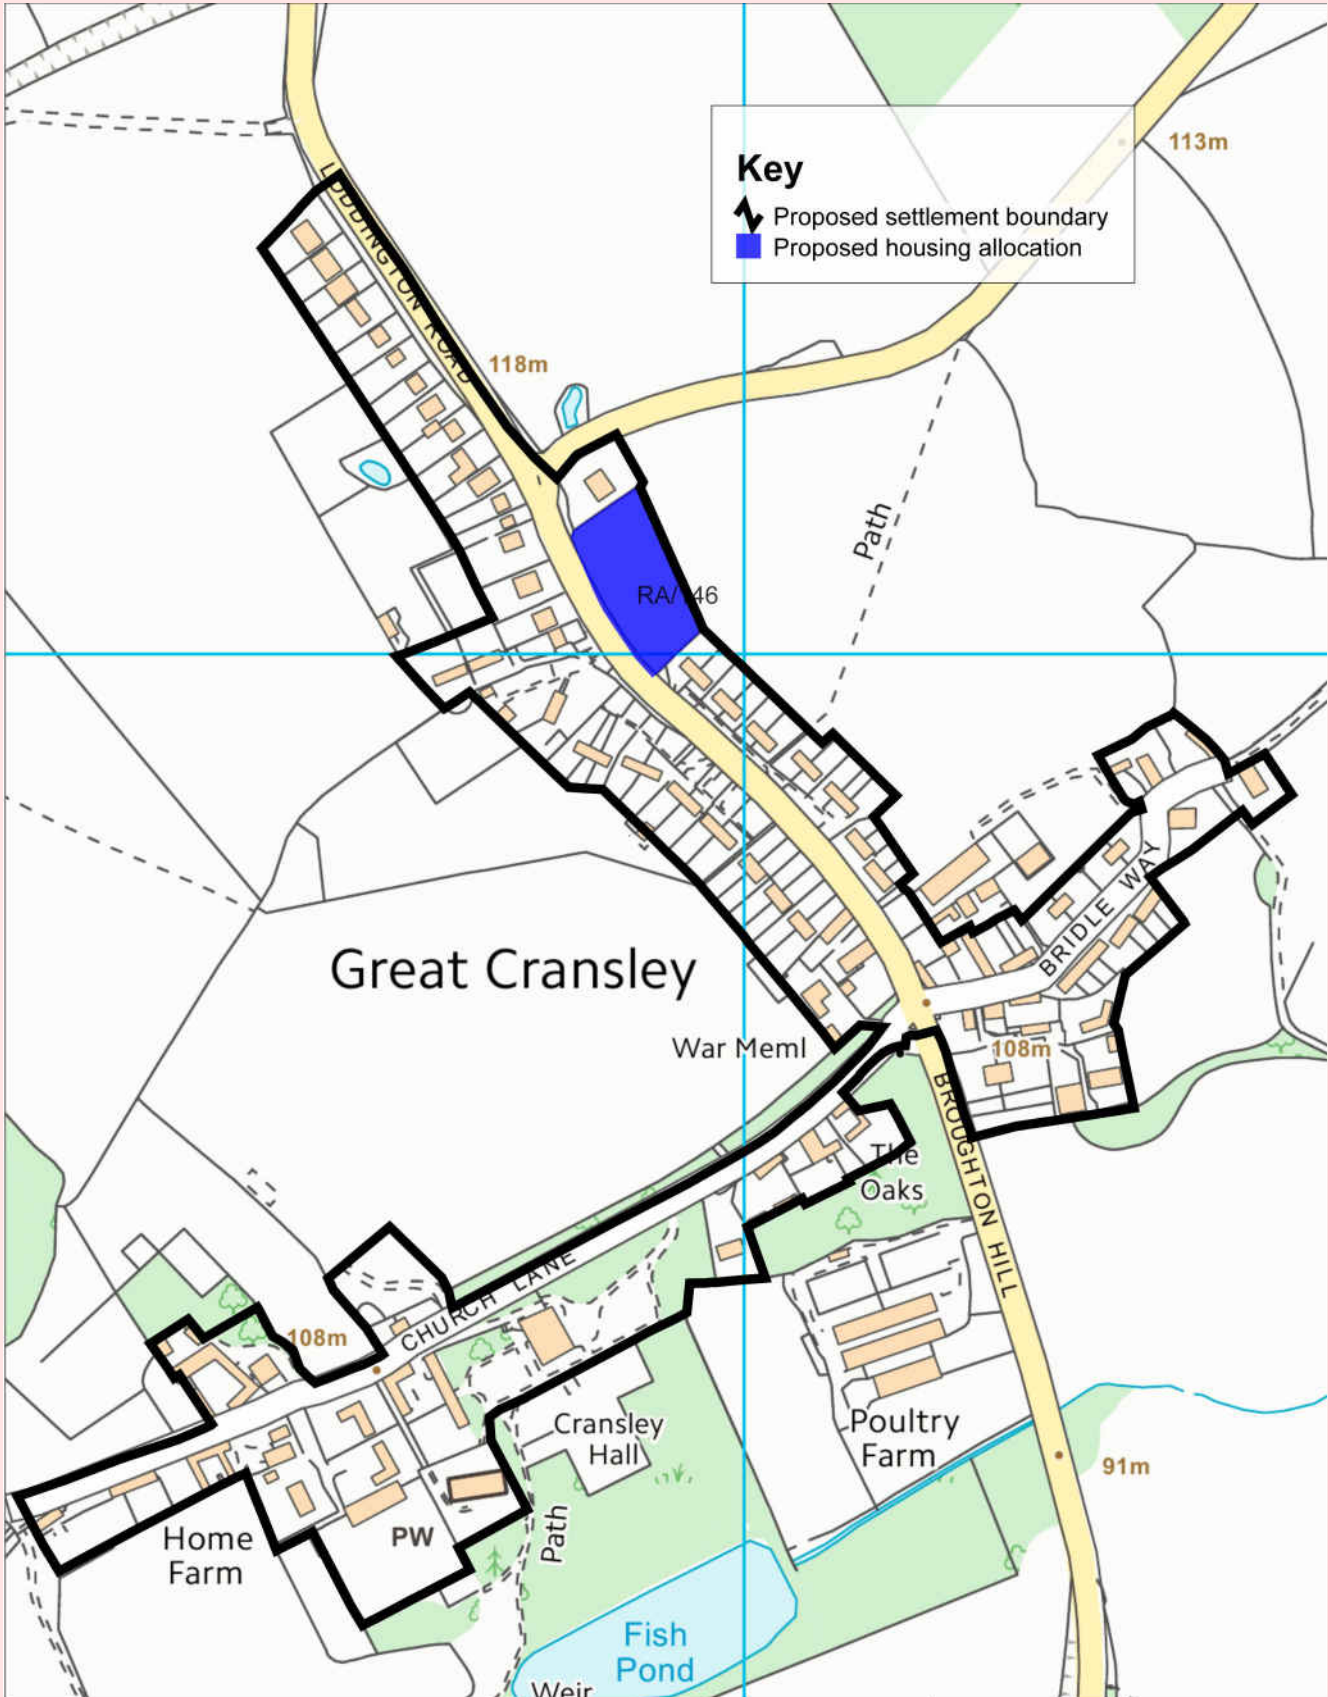 113m
Key
Proposed settlement boundary
Proposed housing allocation
LODDINGTON ROAD
118m
Path
RA/146
BRIDLE WAY
Great Cransley
War Meml
108m
BROUGHTON HILL
The
Oaks
CHURCH LANE
108m
Cransley
Hall
Poultry
Farm
91m
Home
Farm
PW
Path
Fish
Pond
Weir